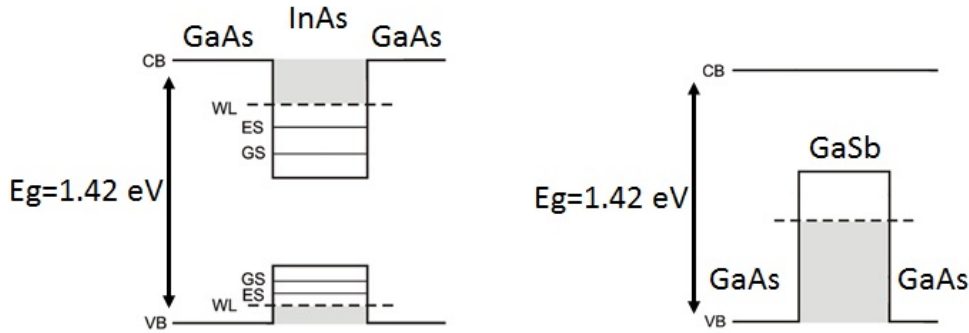 InAs
GaAs GaAs
CB
WL
ES
GS
Eg=1.42 eV
GS
ES
WL
VB
CB
GaSb
Eg=1.42 eV
GaAs GaAs
VB